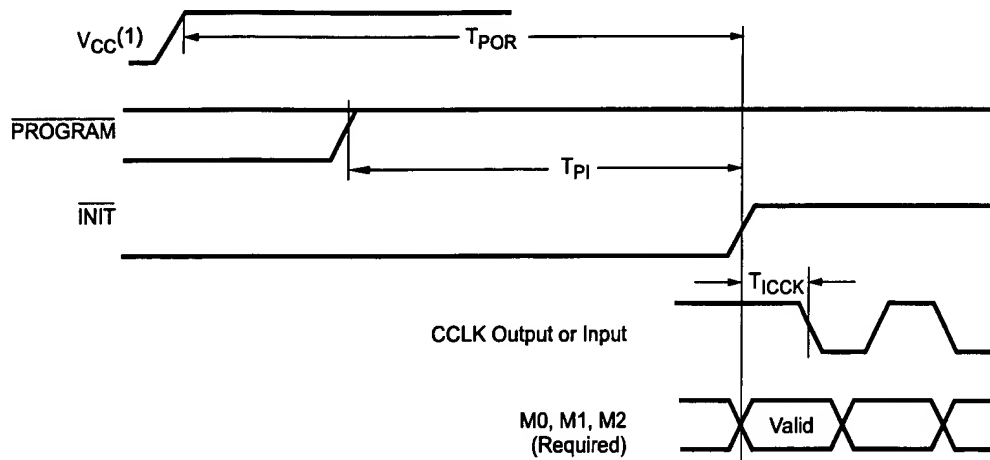 VCC(1)
TPOR
PROGRAM
TPI
INIT
TICCK
CCLK Output or Input
M0, M1, M2
(Required)
Valid